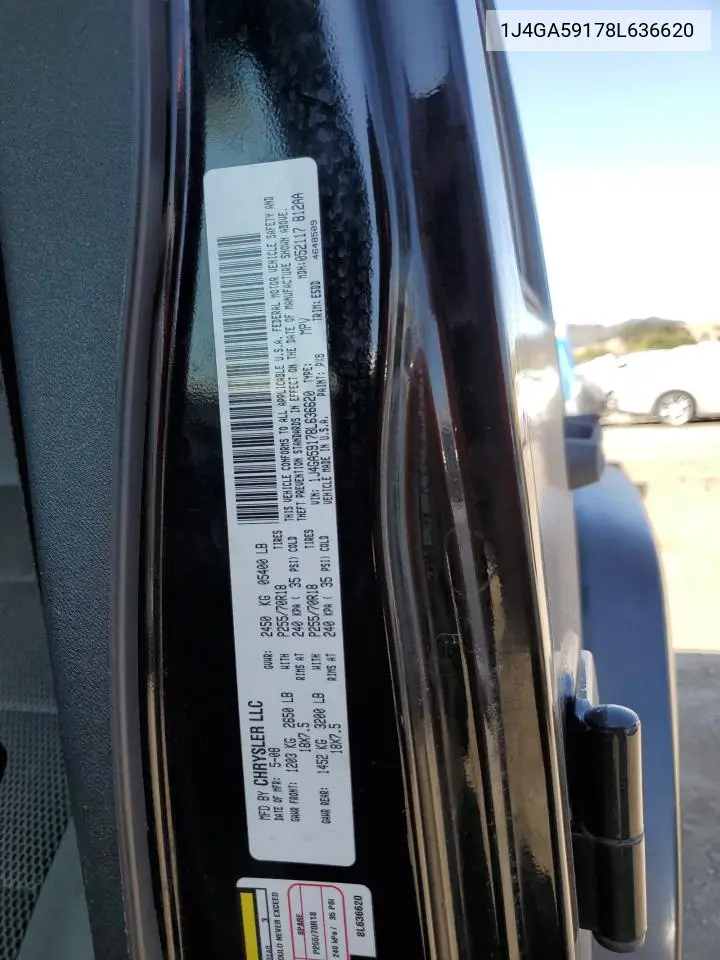 1J4GA59178L636620
MFD BY CHRYSLER LLC
DATE OF MFR: 5-08
GVWR: 2450 KG 05400 LB
GAWR FRONT: 1203 KG 2650 LB
WITH P255/70R18 TIRES
18X7.5
RIMS AT 240 KPA ( 35 PSI) COLD
GAWR REAR: 1452 KG 3200 LB
WITH P255/70R18 TIRES
18X7.5
RIMS AT 240 KPA ( 35 PSI) COLD
THIS VEHICLE CONFORMS TO ALL APPLICABLE U.S.A. FEDERAL MOTOR VEHICLE SAFETY AND
THEFT PREVENTION STANDARDS IN EFFECT ON THE DATE OF MANUFACTURE SHOWN ABOVE.
VIN: 1J4GA59178L636620 TYPE: MPV MDH:052117 812AA
VEHICLE MADE IN U.S.A. PAINT: PX8 TRIM: E5DD 4648509
3
NEVER EXCEED
SPARE
P255/70R18
240 kPa / 35 PSI
8L636620